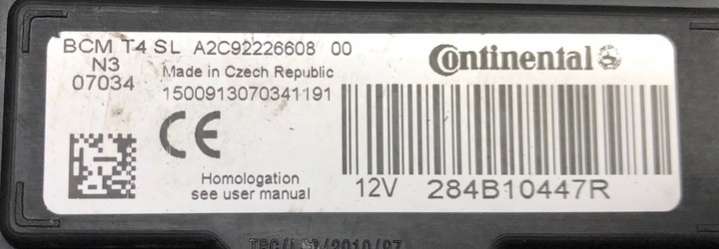 BCM T4 SL A2C92226608 00
N3
07034
Made in Czech Republic
1500913070341191
Continental
CE
Homologation
see user manual
12V 284B10447R